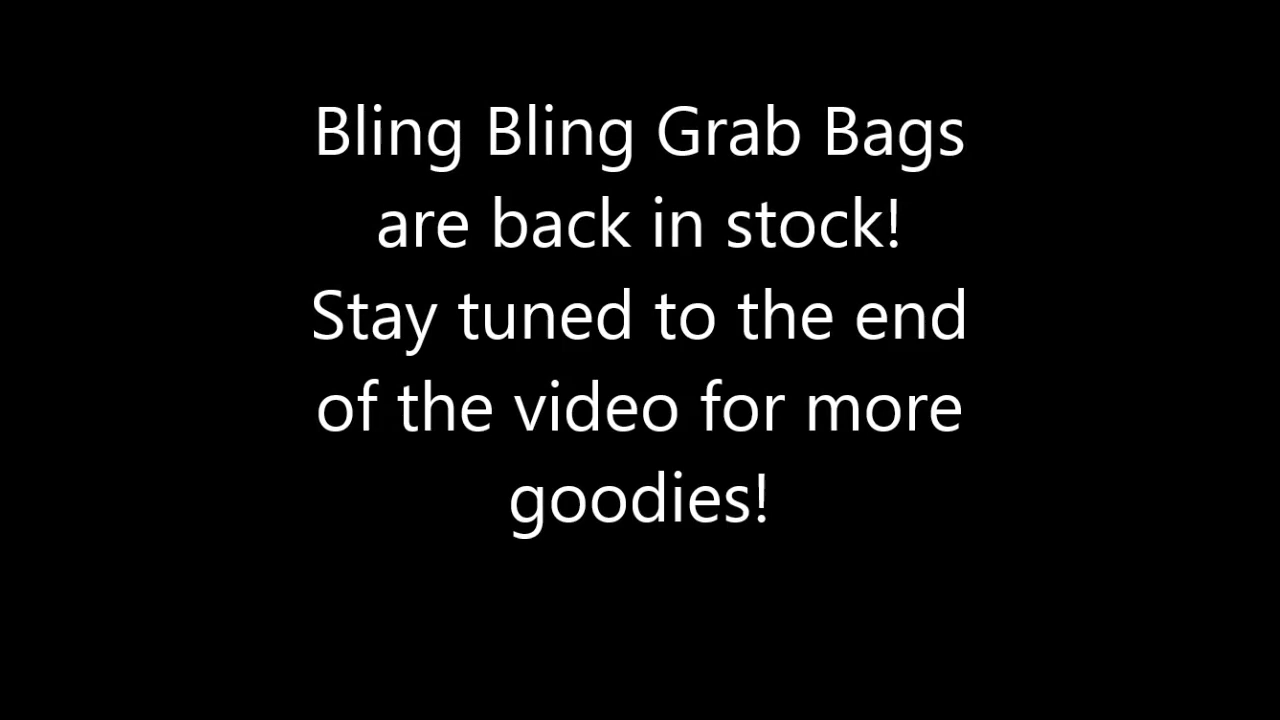 Bling Bling Grab Bags
are back in stock!
Stay tuned to the end
of the video for more
goodies!